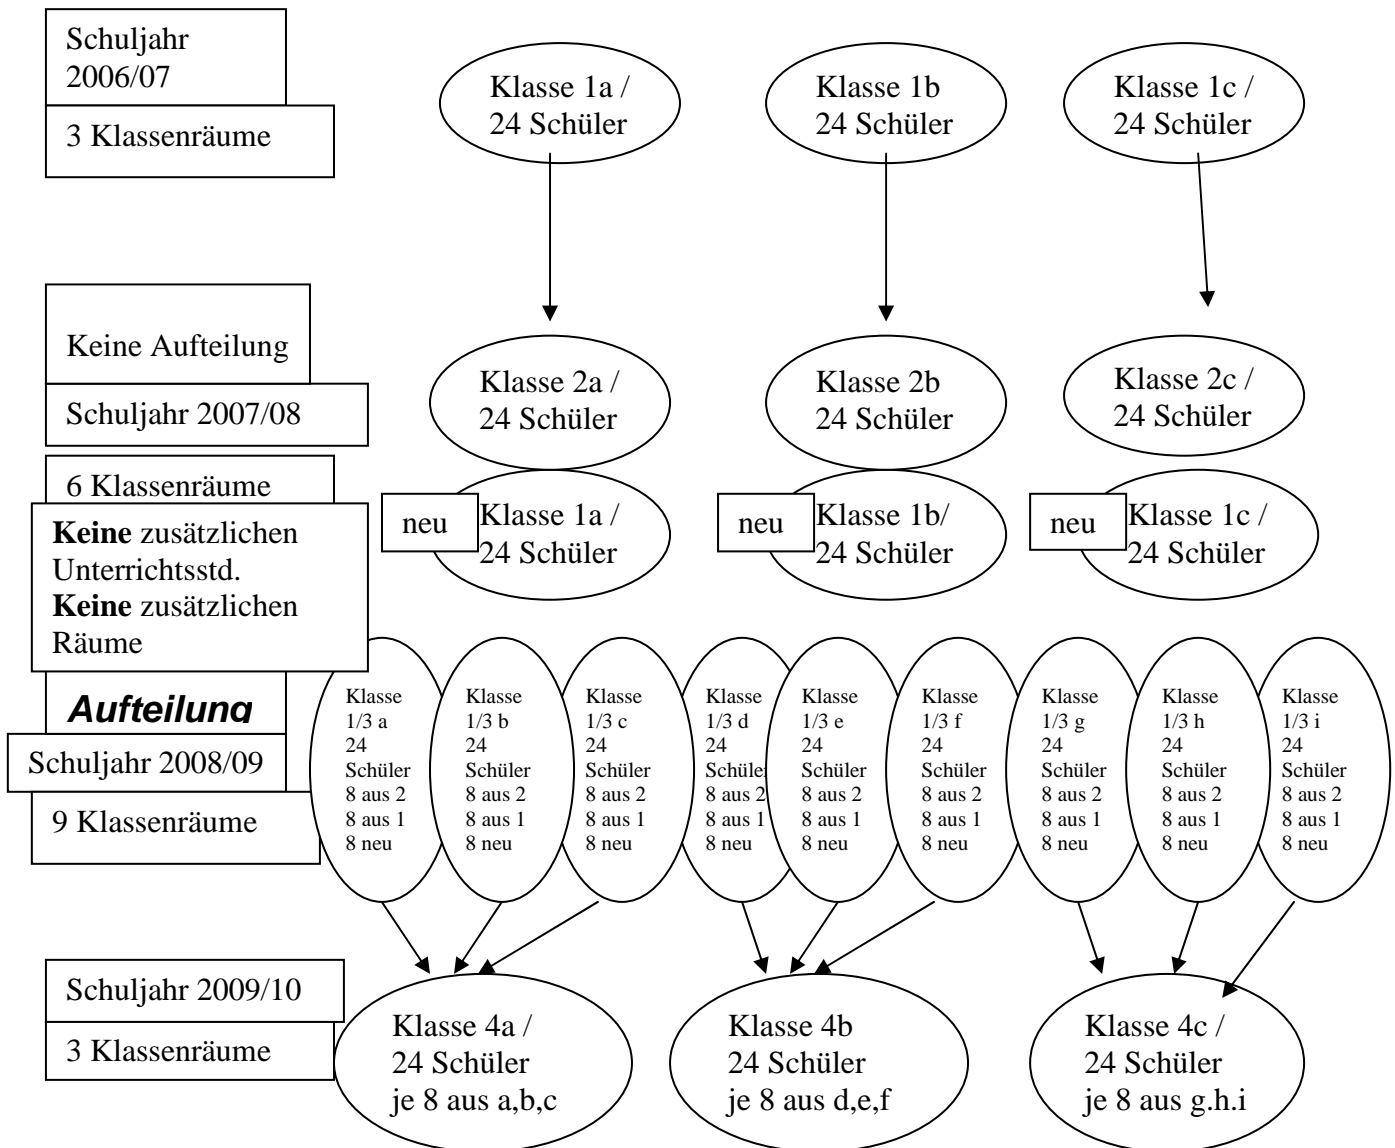 Schuljahr
2006/07
3 Klassenräume
Klasse 1a /
24 Schüler
Klasse 1b
24 Schüler
Klasse 1c /
24 Schüler
Keine Aufteilung
Schuljahr 2007/08
Klasse 2a /
24 Schüler
Klasse 2b
24 Schüler
Klasse 2c /
24 Schüler
6 Klassenräume
Keine zusätzlichen
Unterrichtsstd.
Keine zusätzlichen
Räume
neu
Klasse 1a /
24 Schüler
neu
Klasse 1b/
24 Schüler
neu
Klasse 1c /
24 Schüler
Aufteilung
Schuljahr 2008/09
9 Klassenräume
Klasse
1/3 a
24
Schüler
8 aus 2
8 aus 1
8 neu
Klasse
1/3 b
24
Schüler
8 aus 2
8 aus 1
8 neu
Klasse
1/3 c
24
Schüler
8 aus 2
8 aus 1
8 neu
Klasse
1/3 d
24
Schüler
8 aus 2
8 aus 1
8 neu
Klasse
1/3 e
24
Schüler
8 aus 2
8 aus 1
8 neu
Klasse
1/3 f
24
Schüler
8 aus 2
8 aus 1
8 neu
Klasse
1/3 g
24
Schüler
8 aus 2
8 aus 1
8 neu
Klasse
1/3 h
24
Schüler
8 aus 2
8 aus 1
8 neu
Klasse
1/3 i
24
Schüler
8 aus 2
8 aus 1
8 neu
Schuljahr 2009/10
3 Klassenräume
Klasse 4a /
24 Schüler
je 8 aus a,b,c
Klasse 4b
24 Schüler
je 8 aus d,e,f
Klasse 4c /
24 Schüler
je 8 aus g.h.i